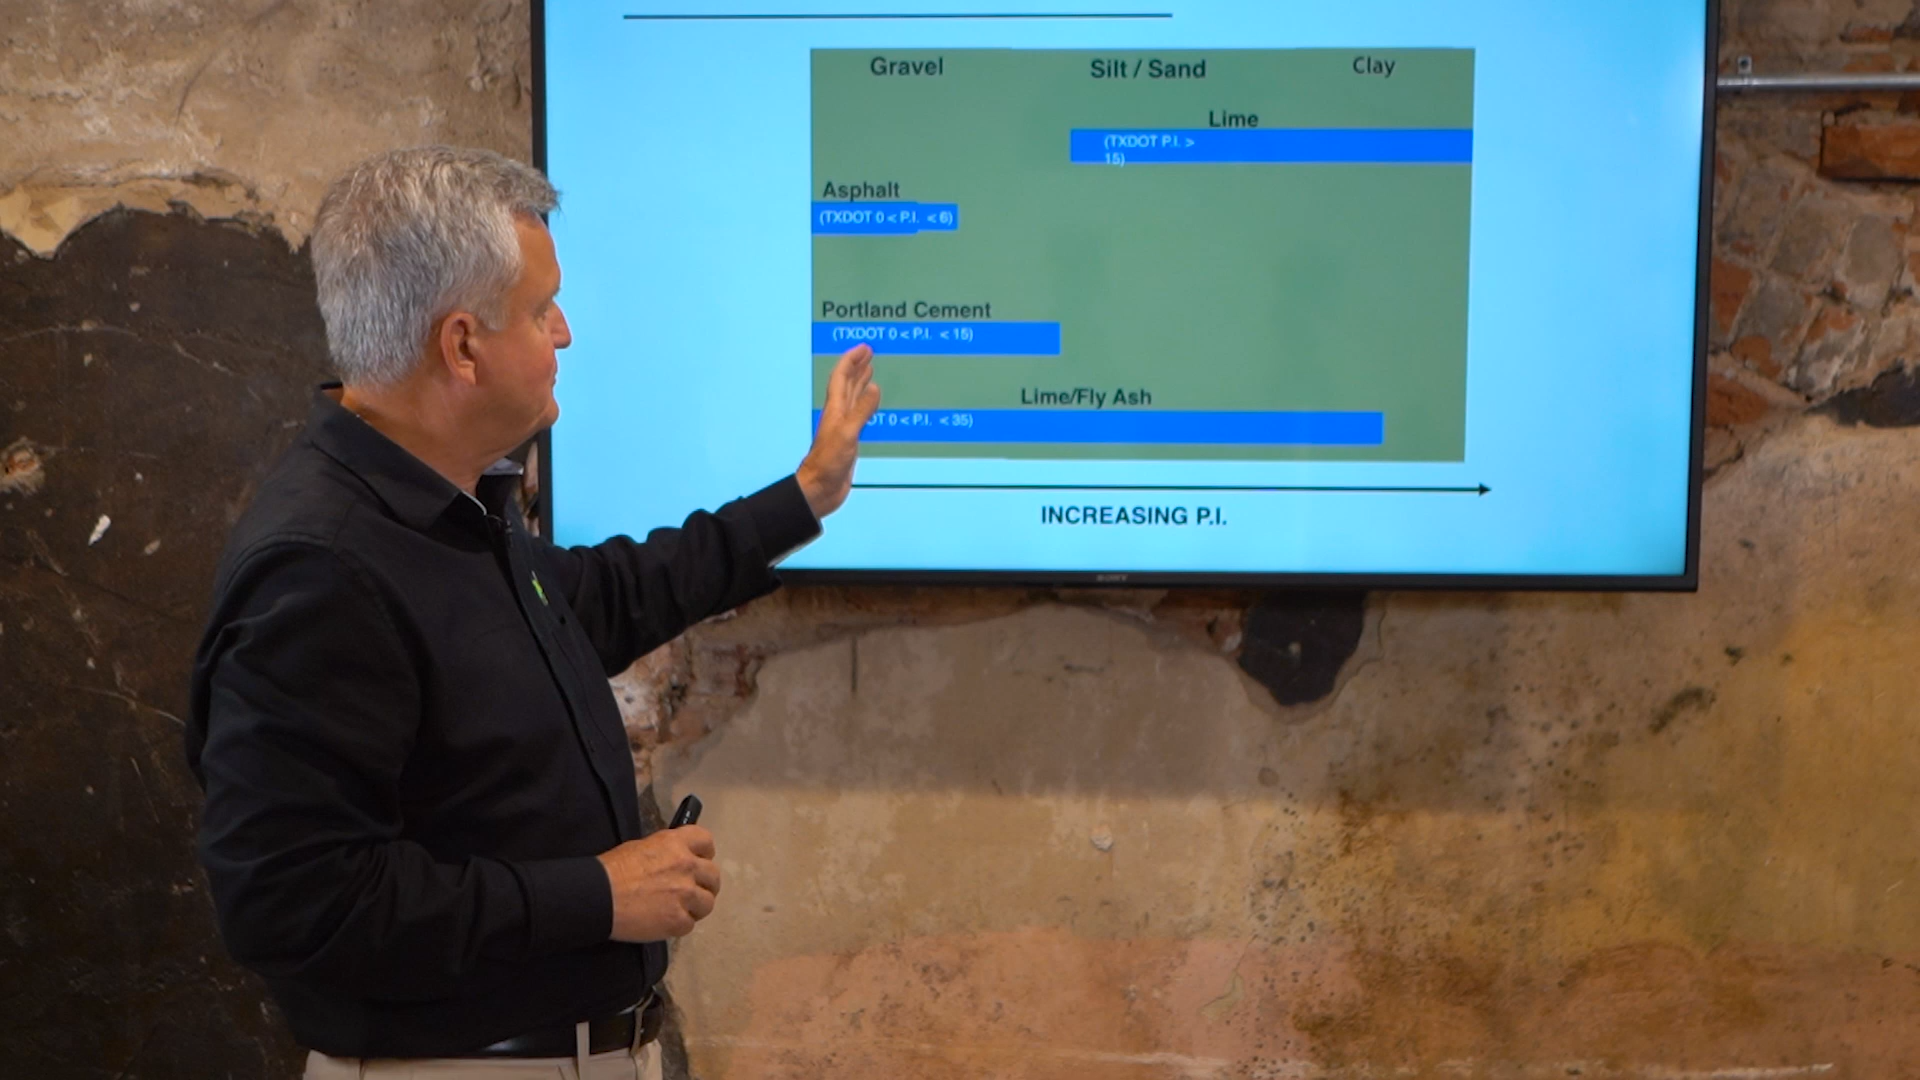 Gravel Silt / Sand Clay
Lime
(TXDOT P.I. >
15)
Asphalt
(TXDOT 0 < P.I. < 6)
Portland Cement
(TXDOT 0 < P.I. < 15)
Lime/Fly Ash
0 < P.I. < 35)
INCREASING P.I.
SONY